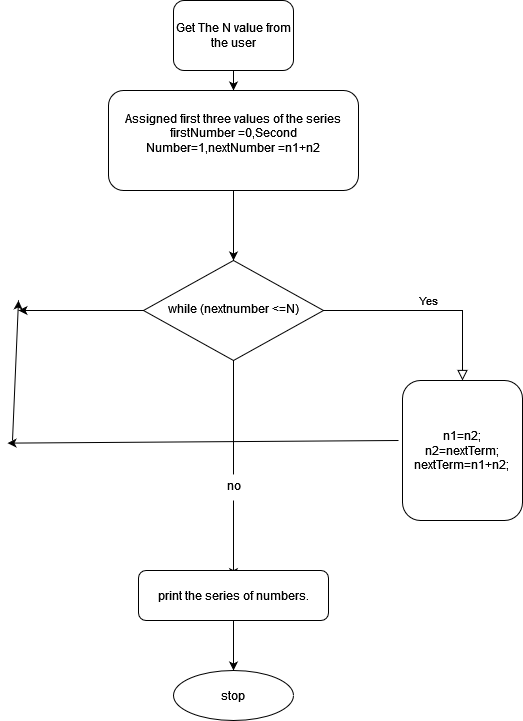 Get The N value from
the user
Assigned first three values of the series
firstNumber =0,Second
Number=1,nextNumber =n1+n2
while (nextnumber <=N)
Yes
n1=n2;
n2=nextTerm;
nextTerm=n1+n2;
no
print the series of numbers.
stop